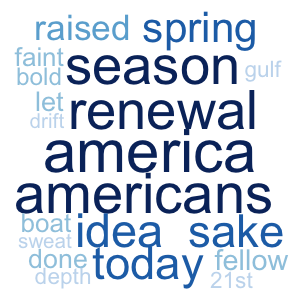 raised spring
faint season gulf
bold
let renewal
drift
america
americans
boat idea sake
sweat
done today fellow
depth 21st